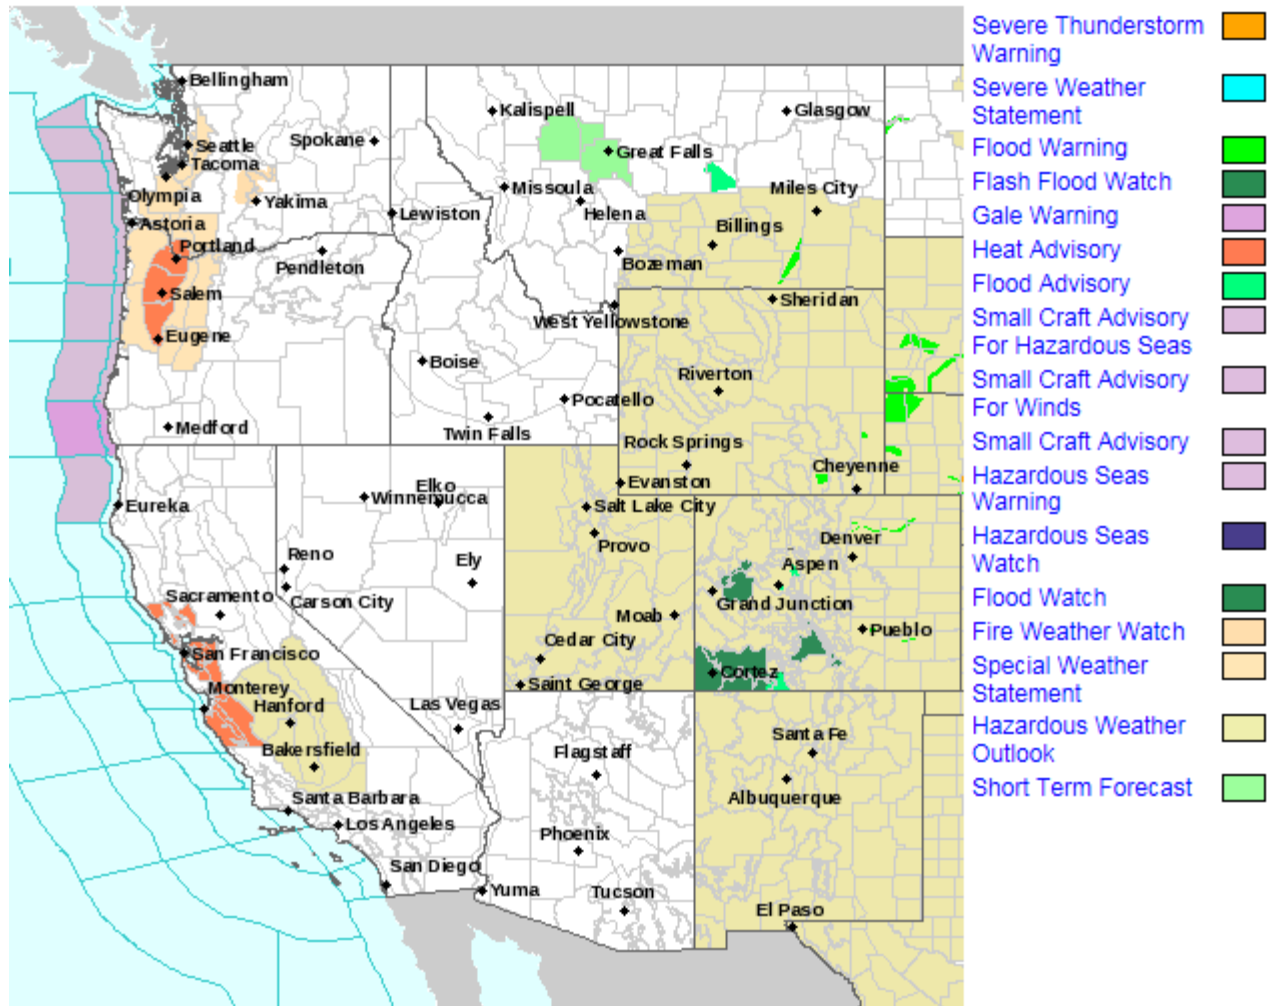 Bellingham
Kalispell
Glasgow
Spokane
Seattle
Great Falls
Tacoma
Missoula
Miles City
Olympia
Yakima
Lewiston
Helena
Astoria
Billings
Portland
Pendleton
Bozeman
Salem
Sheridan
West Yellowstone
Eugene
Boise
Riverton
Pocatello
Medford
Twin Falls
Rock Springs
Cheyenne
Elko
Evanston
Winnemucca
Eureka
Salt Lake City
Denver
Provo
Reno
Ely
Aspen
Sacramento
Carson City
Grand Junction
Moab
Pueblo
Cedar City
San Francisco
Cortez
Saint George
Monterey
Hanford
Las Vegas
Santa Fe
Bakersfield
Flagstaff
Albuquerque
Santa Barbara
Los Angeles
Phoenix
San Diego
Yuma
Tucson
El Paso
Severe Thunderstorm
Warning
Severe Weather
Statement
Flood Warning
Flash Flood Watch
Gale Warning
Heat Advisory
Flood Advisory
Small Craft Advisory
For Hazardous Seas
Small Craft Advisory
For Winds
Small Craft Advisory
Hazardous Seas
Warning
Hazardous Seas
Watch
Flood Watch
Fire Weather Watch
Special Weather
Statement
Hazardous Weather
Outlook
Short Term Forecast